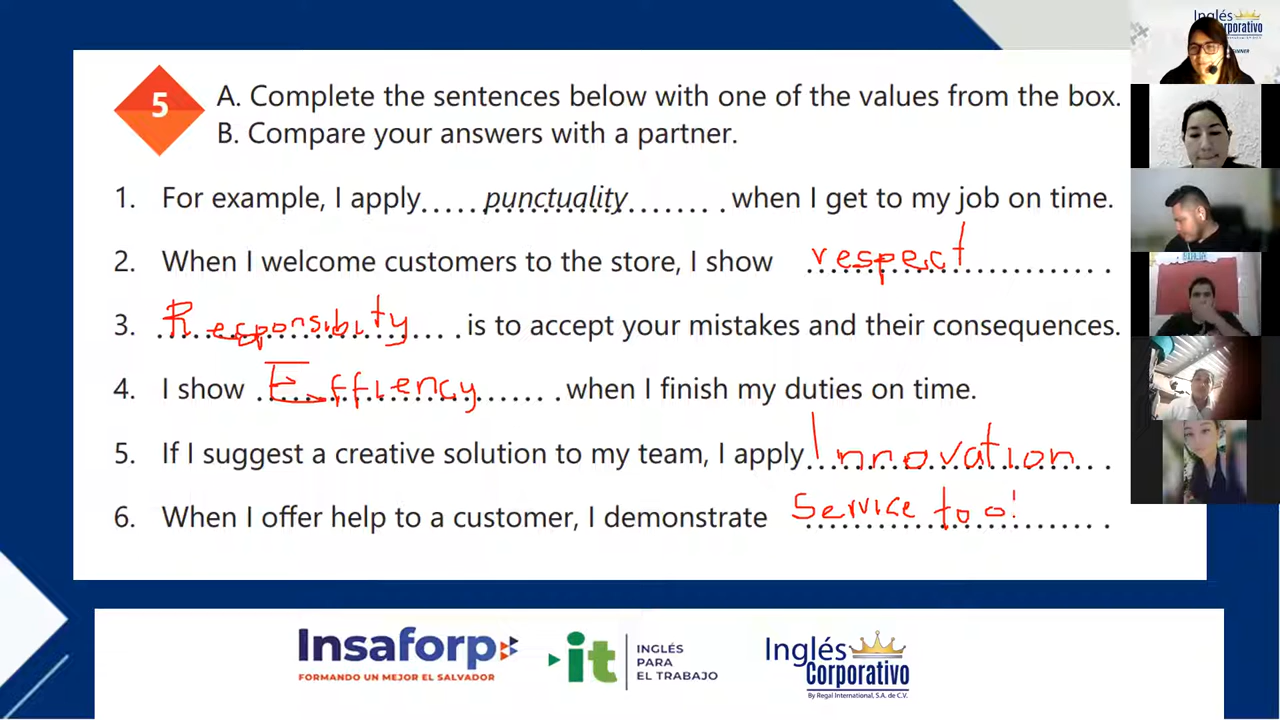 5
A. Complete the sentences below with one of the values from the box.
B. Compare your answers with a partner.
1. For example, I apply..... punctuality ........ when I get to my job on time.
2. When I welcome customers to the store, I show respect
3. Responsibity is to accept your mistakes and their consequences.
4. I show Effiency when I finish my duties on time.
5. If I suggest a creative solution to my team, I apply Innovation
6. When I offer help to a customer, I demonstrate Service to o!
Insaforp
FORMANDO UN MEJOR EL SALVADOR
it
INGLÉS
PARA
EL TRABAJO
Inglés
Corporativo
By Regal International, S.A. de C.V.
Inglés
Corporativo